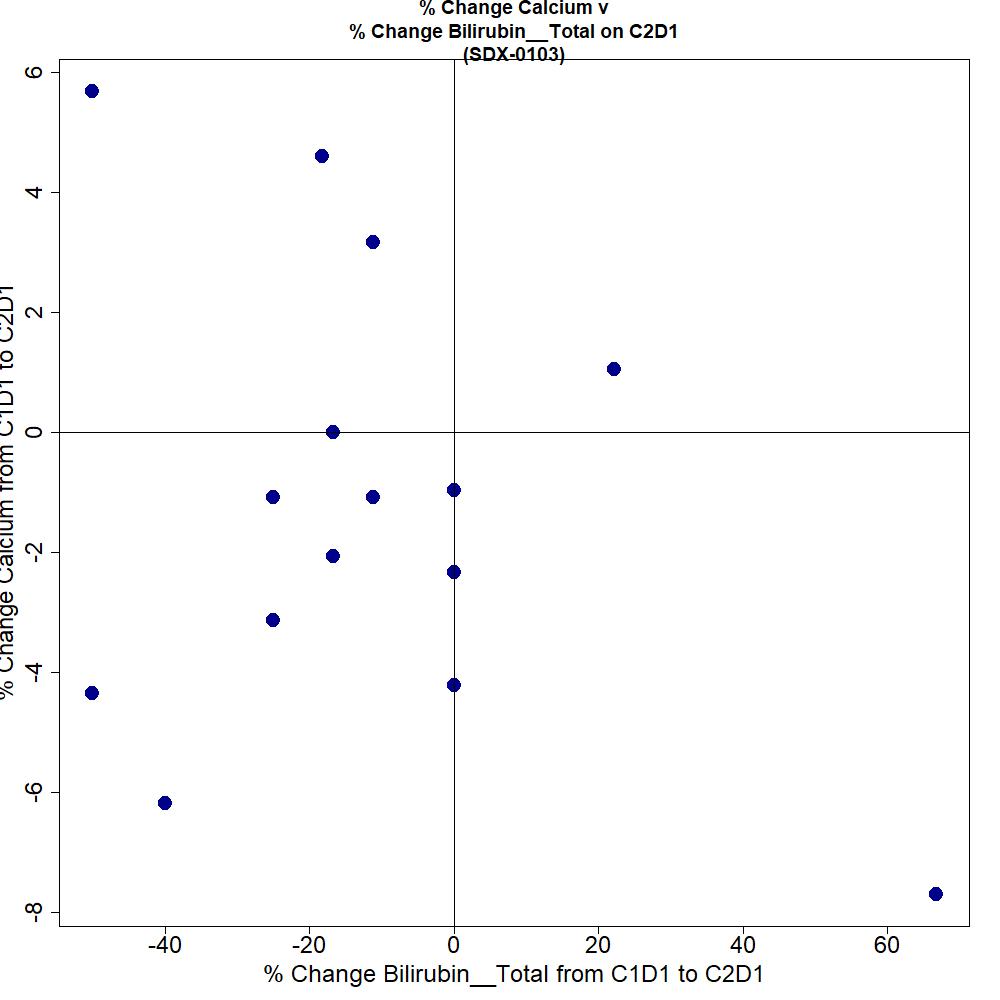 % Change Calcium v
% Change Bilirubin__Total on C2D1
(SDX-0103)
% Change Calcium from C1D1 to C2D1
6
4
2
0
-2
-4
-6
-8
-40
-20
0
20
40
60
% Change Bilirubin__Total from C1D1 to C2D1